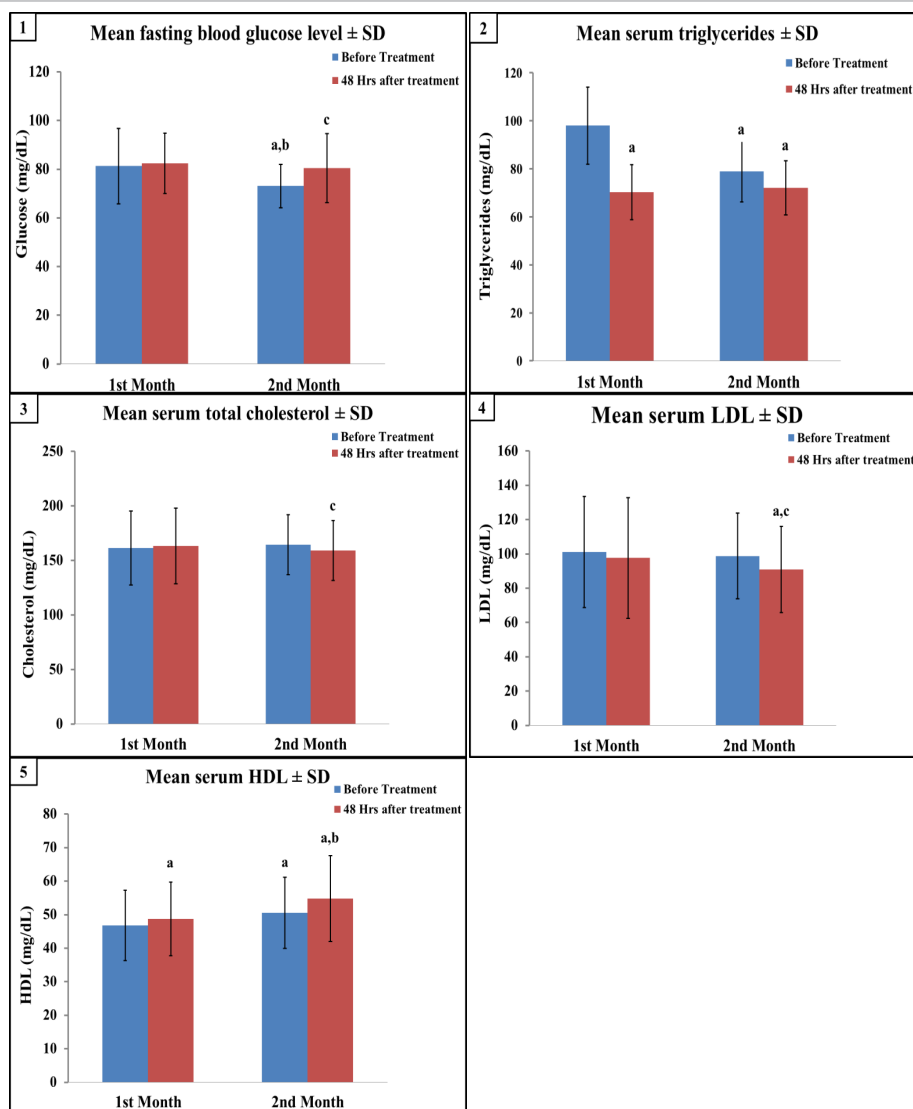 1
Mean fasting blood glucose level ± SD
Before Treatment
48 Hrs after treatment
120
100
80
60
40
20
0
Glucose (mg/dL)
a,b
c
1st Month
2nd Month
2
Mean serum triglycerides ± SD
Before Treatment
48 Hrs after treatment
120
100
80
60
40
20
0
Triglycerides (mg/dL)
a
a
a
1st Month
2nd Month
3
Mean serum total cholesterol ± SD
Before Treatment
48 Hrs after treatment
250
200
150
100
50
0
Cholesterol (mg/dL)
c
1st Month
2nd Month
4
Mean serum LDL ± SD
Before Treatment
48 Hrs after treatment
160
140
120
100
80
60
40
20
0
LDL (mg/dL)
a,c
1st Month
2nd Month
5
Mean serum HDL ± SD
Before Treatment
48 Hrs after treatment
80
70
60
50
40
30
20
10
0
HDL (mg/dL)
a
a
a,b
1st Month
2nd Month